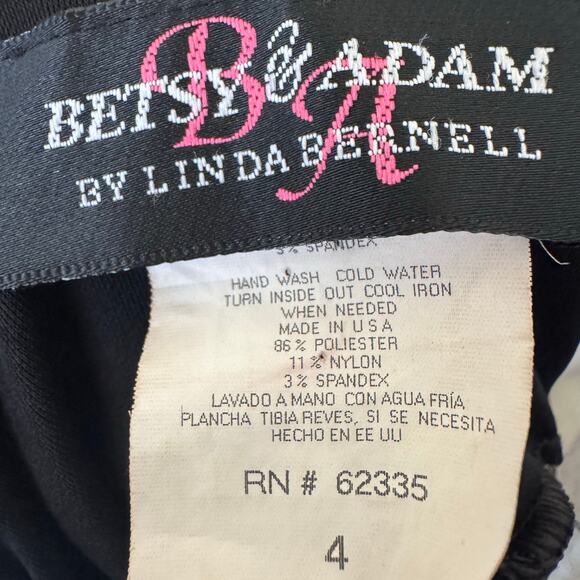 BETSY & ADAM
BA
BY LINDA BERNELL
3% SPANDEX
HAND WASH COLD WATER
TURN INSIDE OUT COOL IRON
WHEN NEEDED
MADE IN USA
86% POLIESTER
11% NYLON
3% SPANDEX
LAVADO A MANO CON AGUA FRÍA,
PLANCHA TIBIA REVES, SI SE NECESITA
HECHO EN EE UU
RN # 62335
4